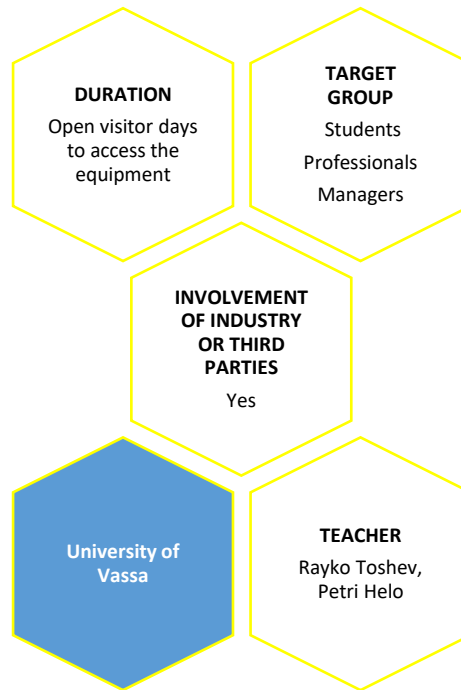 DURATION
Open visitor days
to access the
equipment
TARGET
GROUP
Students
Professionals
Managers
INVOLVEMENT
OF INDUSTRY
OR THIRD
PARTIES
Yes
University of
Vassa
TEACHER
Rayko Toshev,
Petri Helo